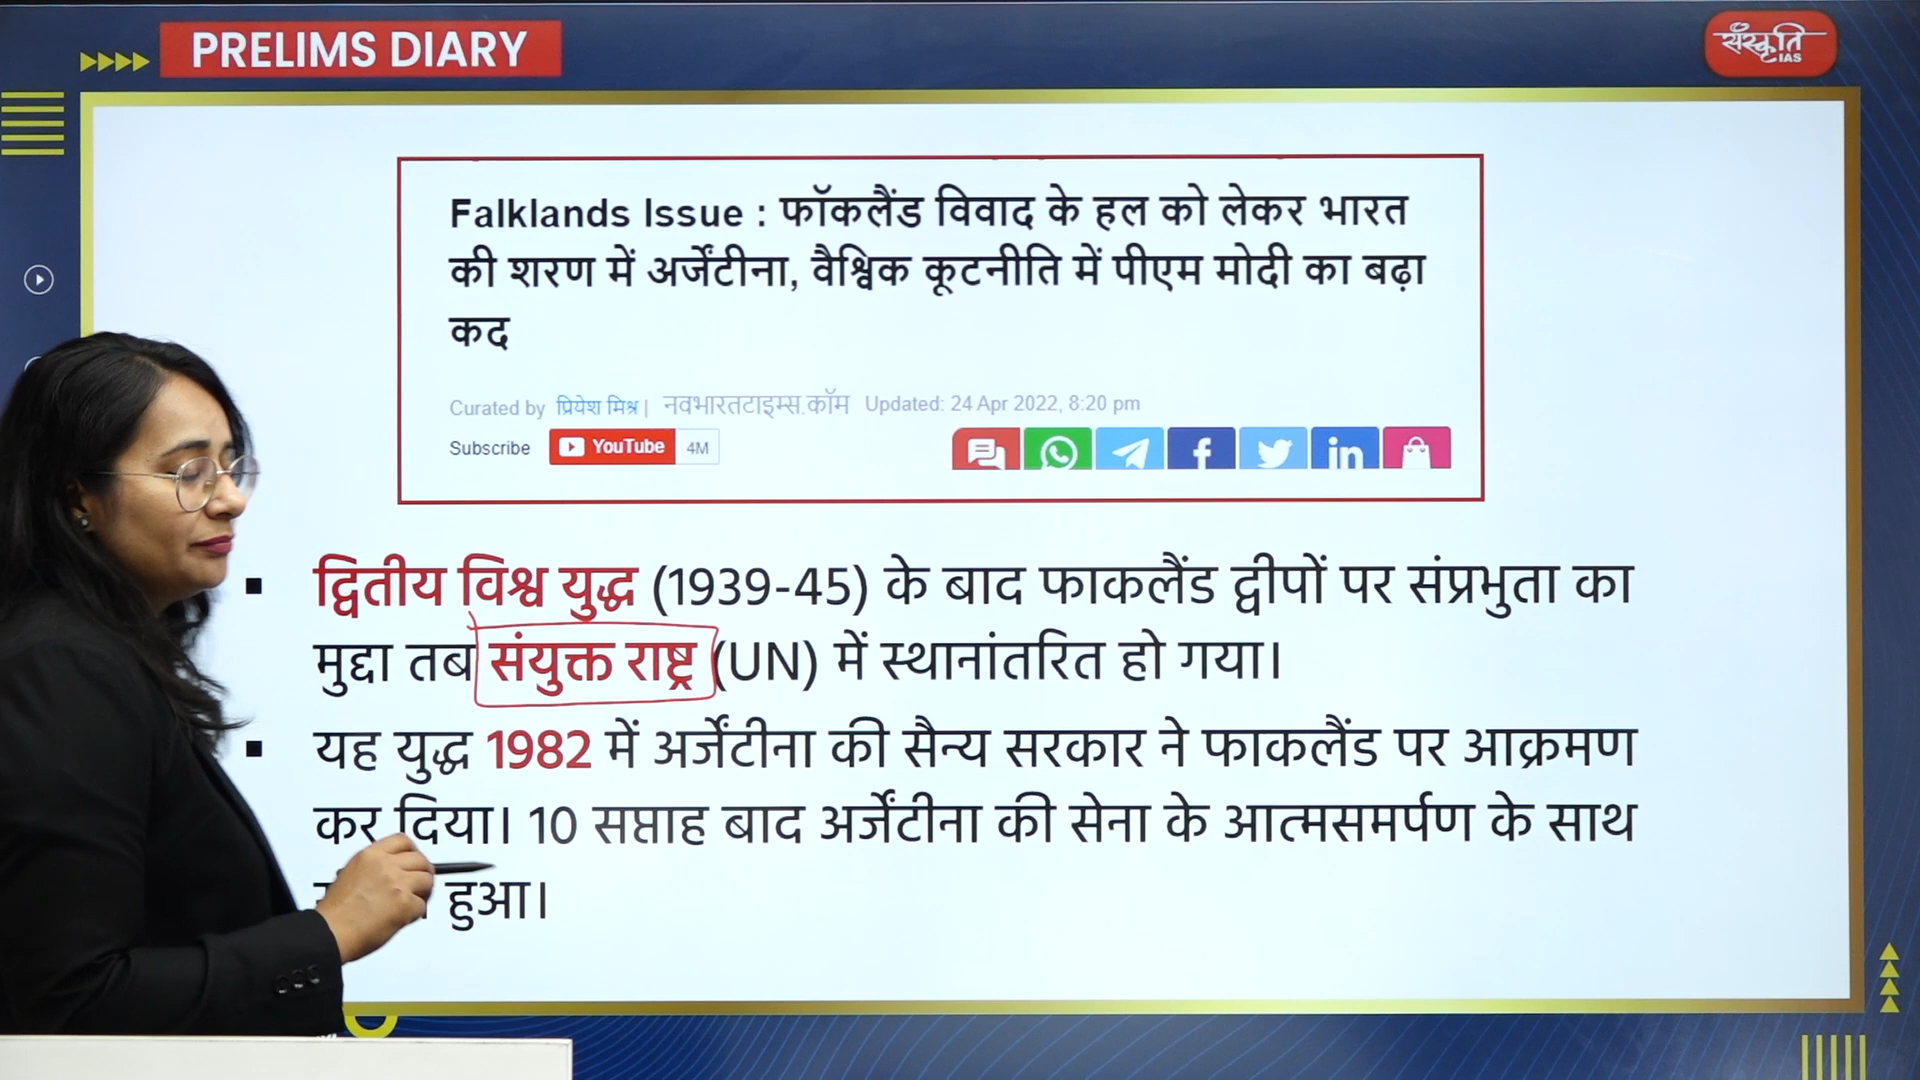 PRELIMS DIARY
संस्कृति
IAS
Falklands Issue : फॉकलैंड विवाद के हल को लेकर भारत
की शरण में अर्जेंटीना, वैश्विक कूटनीति में पीएम मोदी का बढ़ा
कद
Curated by प्रियेश मिश्र | नवभारतटाइम्स.कॉम Updated: 24 Apr 2022, 8:20 pm
Subscribe YouTube 4M
▪ द्वितीय विश्व युद्ध (1939-45) के बाद फाकलैंड द्वीपों पर संप्रभुता का
मुद्दा तब संयुक्त राष्ट्र (UN) में स्थानांतरित हो गया।
▪ यह युद्ध 1982 में अर्जेंटीना की सैन्य सरकार ने फाकलैंड पर आक्रमण
कर दिया। 10 सप्ताह बाद अर्जेंटीना की सेना के आत्मसमर्पण के साथ
हुआ।